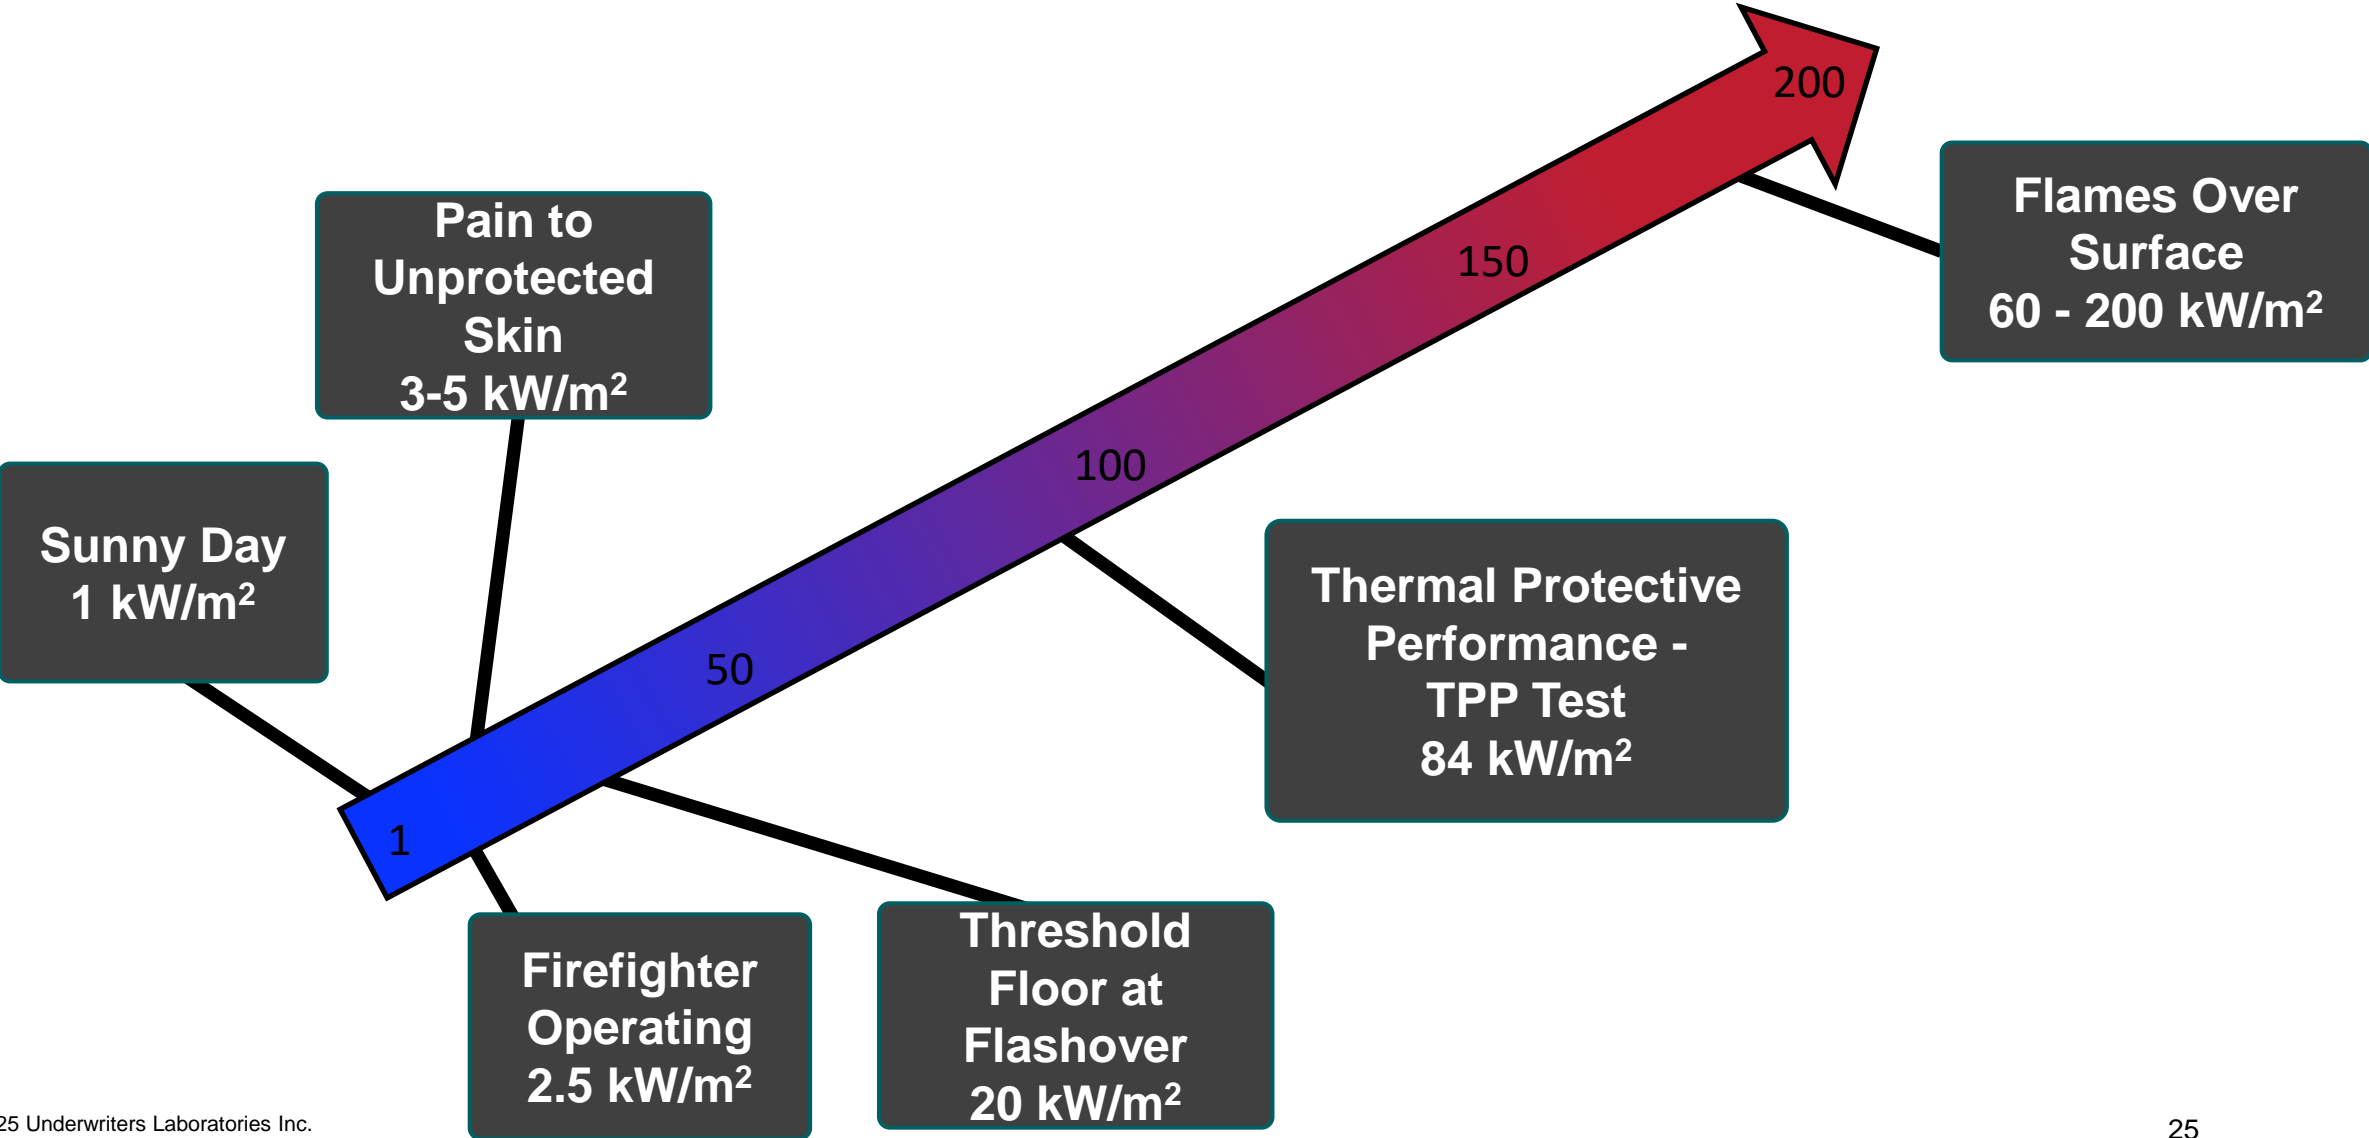 200
Flames Over
Surface
60 - 200 kW/m²
Pain to
Unprotected
Skin
3-5 kW/m²
150
100
Sunny Day
1 kW/m²
50
Thermal Protective
Performance -
TPP Test
84 kW/m²
1
Firefighter
Operating
2.5 kW/m²
Threshold
Floor at
Flashover
20 kW/m²
25 Underwriters Laboratories Inc.
25